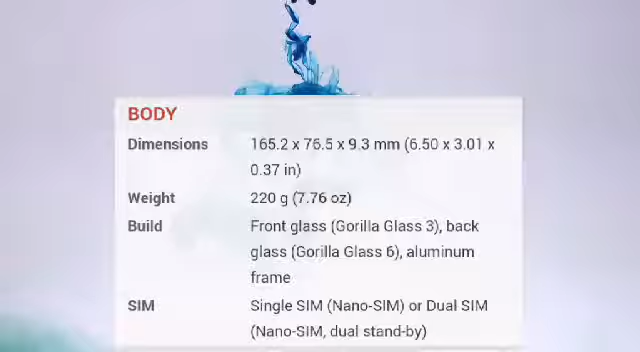 BODY
Dimensions 165.2 x 76.5 x 9.3 mm (6.50 x 3.01 x
0.37 in)
Weight 220 g (7.76 oz)
Build Front glass (Gorilla Glass 3), back
glass (Gorilla Glass 6), aluminum
frame
SIM Single SIM (Nano-SIM) or Dual SIM
(Nano-SIM, dual stand-by)